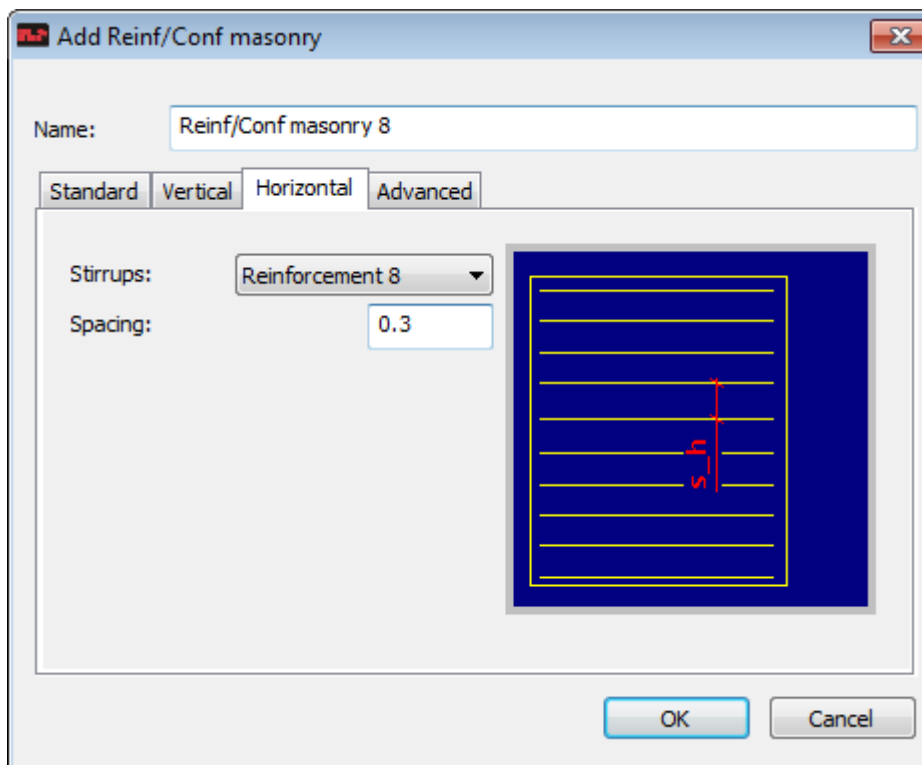 Add Reinf/Conf masonry
Name: Reinf/Conf masonry 8
Standard Vertical Horizontal Advanced
Stirrups: Reinforcement 8
Spacing: 0.3
s_h
OK Cancel